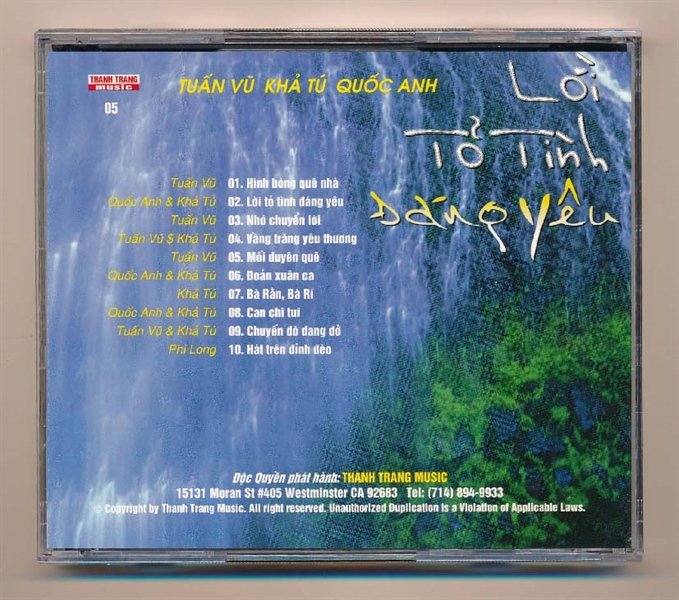 THANH TRANG
music
05
TUẤN VŨ KHẢ TÚ QUỐC ANH
Lời
Tỏ Tình
Đáng yêu
Tuấn Vũ 01. Hình bóng quê nhà
Quốc Anh & Khả Tú 02. Lời tỏ tình đáng yêu
Tuấn Vũ 03. Nhủ chuyển lời
Tuấn Vũ $ Khả Tú 04. Vầng trăng yêu thương
Tuấn Vũ 05. Mối duyên quê
Quốc Anh & Khả Tú 06. Đoản xuân ca
Khả Tú 07. Bà Rằn, Bà Rí
Quốc Anh & Khả Tú 08. Can chi tui
Tuấn Vũ & Khả Tú 09. Chuyến đò dang dở
Phi Long 10. Hát trên đỉnh đèo
Độc Quyền phát hành: THANH TRANG MUSIC
15131 Moran St #405 Westminster CA 92683 Tel: (714) 894-9933
© Copyright by Thanh Trang Music. All right reserved. Unauthorized Duplication is a Violation of Applicable Laws.